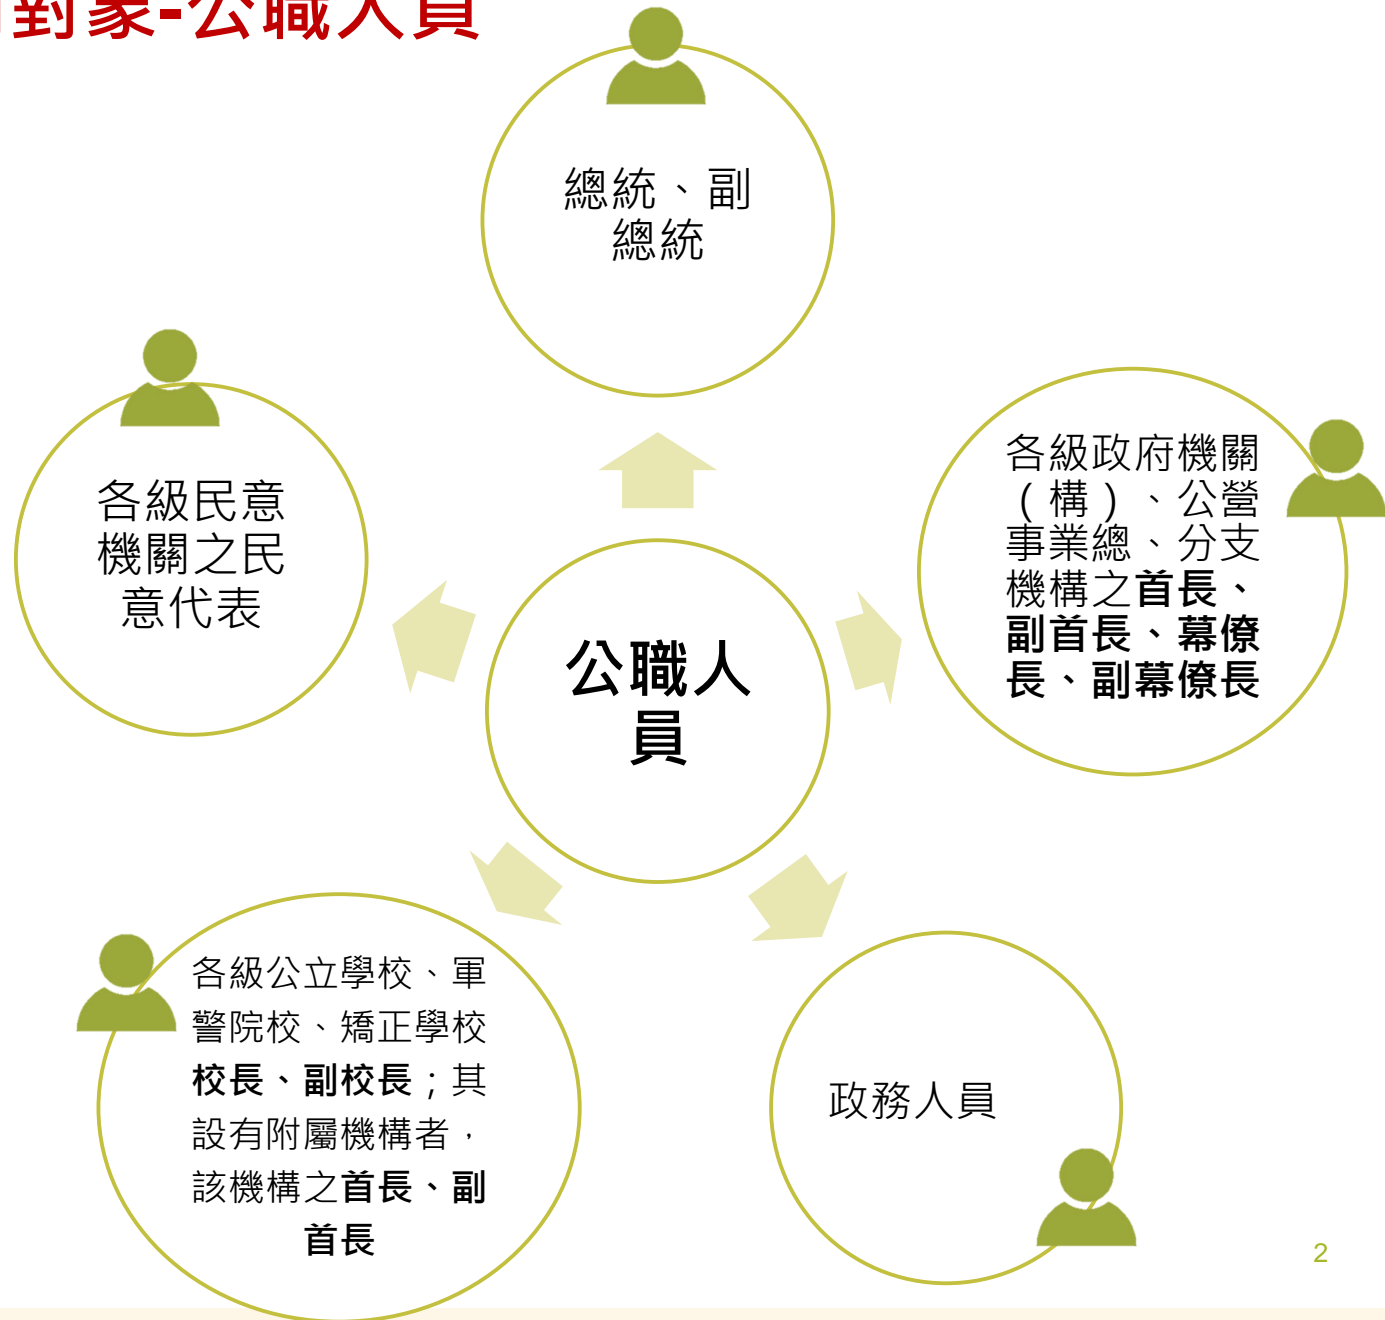 對象-公職人員
總統、副
總統
各級政府機關
（構）、公營
事業總、分支
機構之首長、
副首長、幕僚
長、副幕僚長
各級民意
機關之民
意代表
公職人
員
各級公立學校、軍
警院校、矯正學校
校長、副校長；其
設有附屬機構者，
該機構之首長、副
首長
政務人員
2